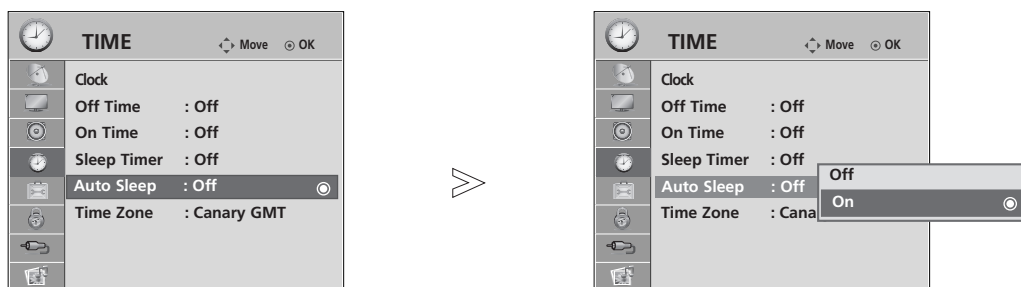 TIME Move OK
Clock
Off Time : Off
On Time : Off
Sleep Timer : Off
Auto Sleep : Off
Time Zone : Canary GMT
TIME Move OK
Clock
Off Time : Off
On Time : Off
Sleep Timer : Off
Auto Sleep : Off
Time Zone : Cana
Off
On